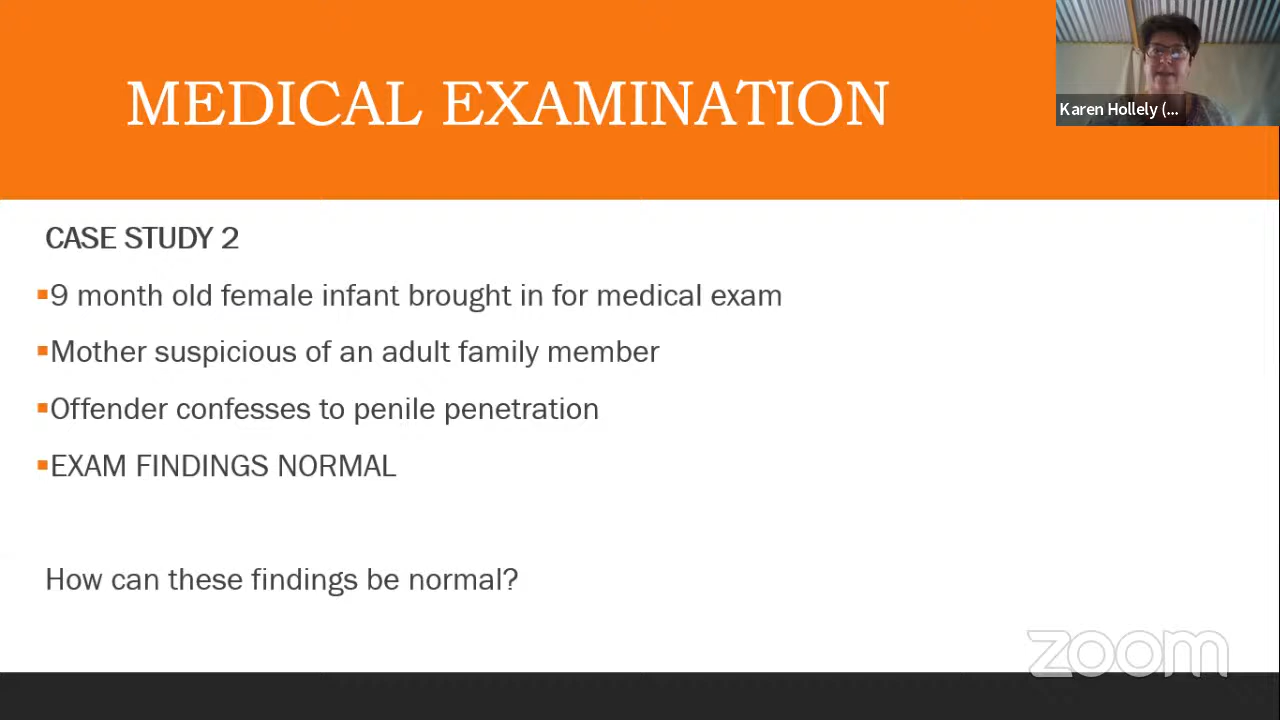 MEDICAL EXAMINATION
Karen Hollely (...
CASE STUDY 2
▪9 month old female infant brought in for medical exam
▪Mother suspicious of an adult family member
▪Offender confesses to penile penetration
▪EXAM FINDINGS NORMAL
How can these findings be normal?
zoom